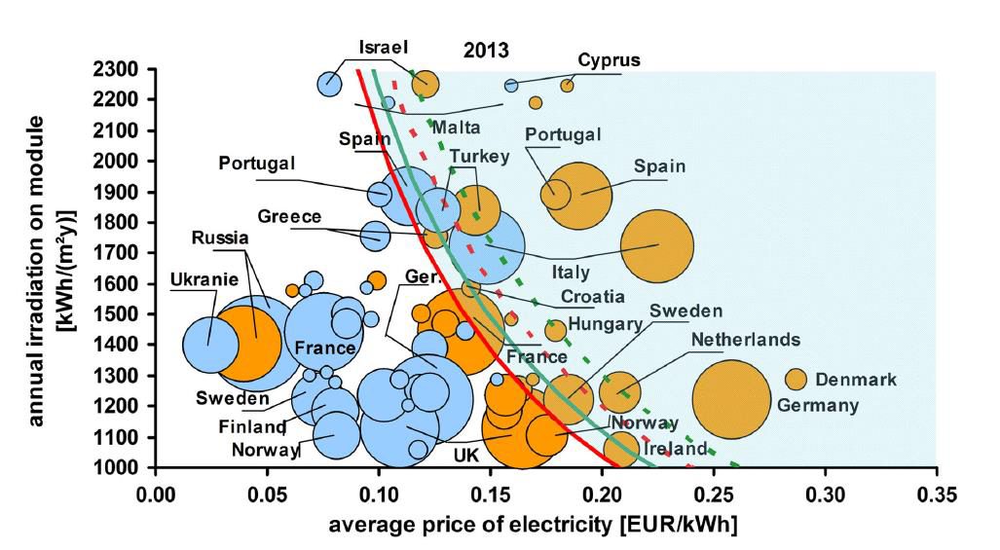 2013
Israel
Cyprus
2300
2200
2100
2000
1900
1800
1700
1600
1500
1400
1300
1200
1100
1000
annual irradiation on module
[kWh/(m²y)]
Malta
Spain
Portugal
Turkey
Portugal
Spain
Greece
Russia
Italy
Ukranie
Ger.
Croatia
Hungary
Sweden
France
France
Netherlands
Denmark
Germany
Sweden
Finland
Norway
Norway
UK
Ireland
0.00 0.05 0.10 0.15 0.20 0.25 0.30 0.35
average price of electricity [EUR/kWh]